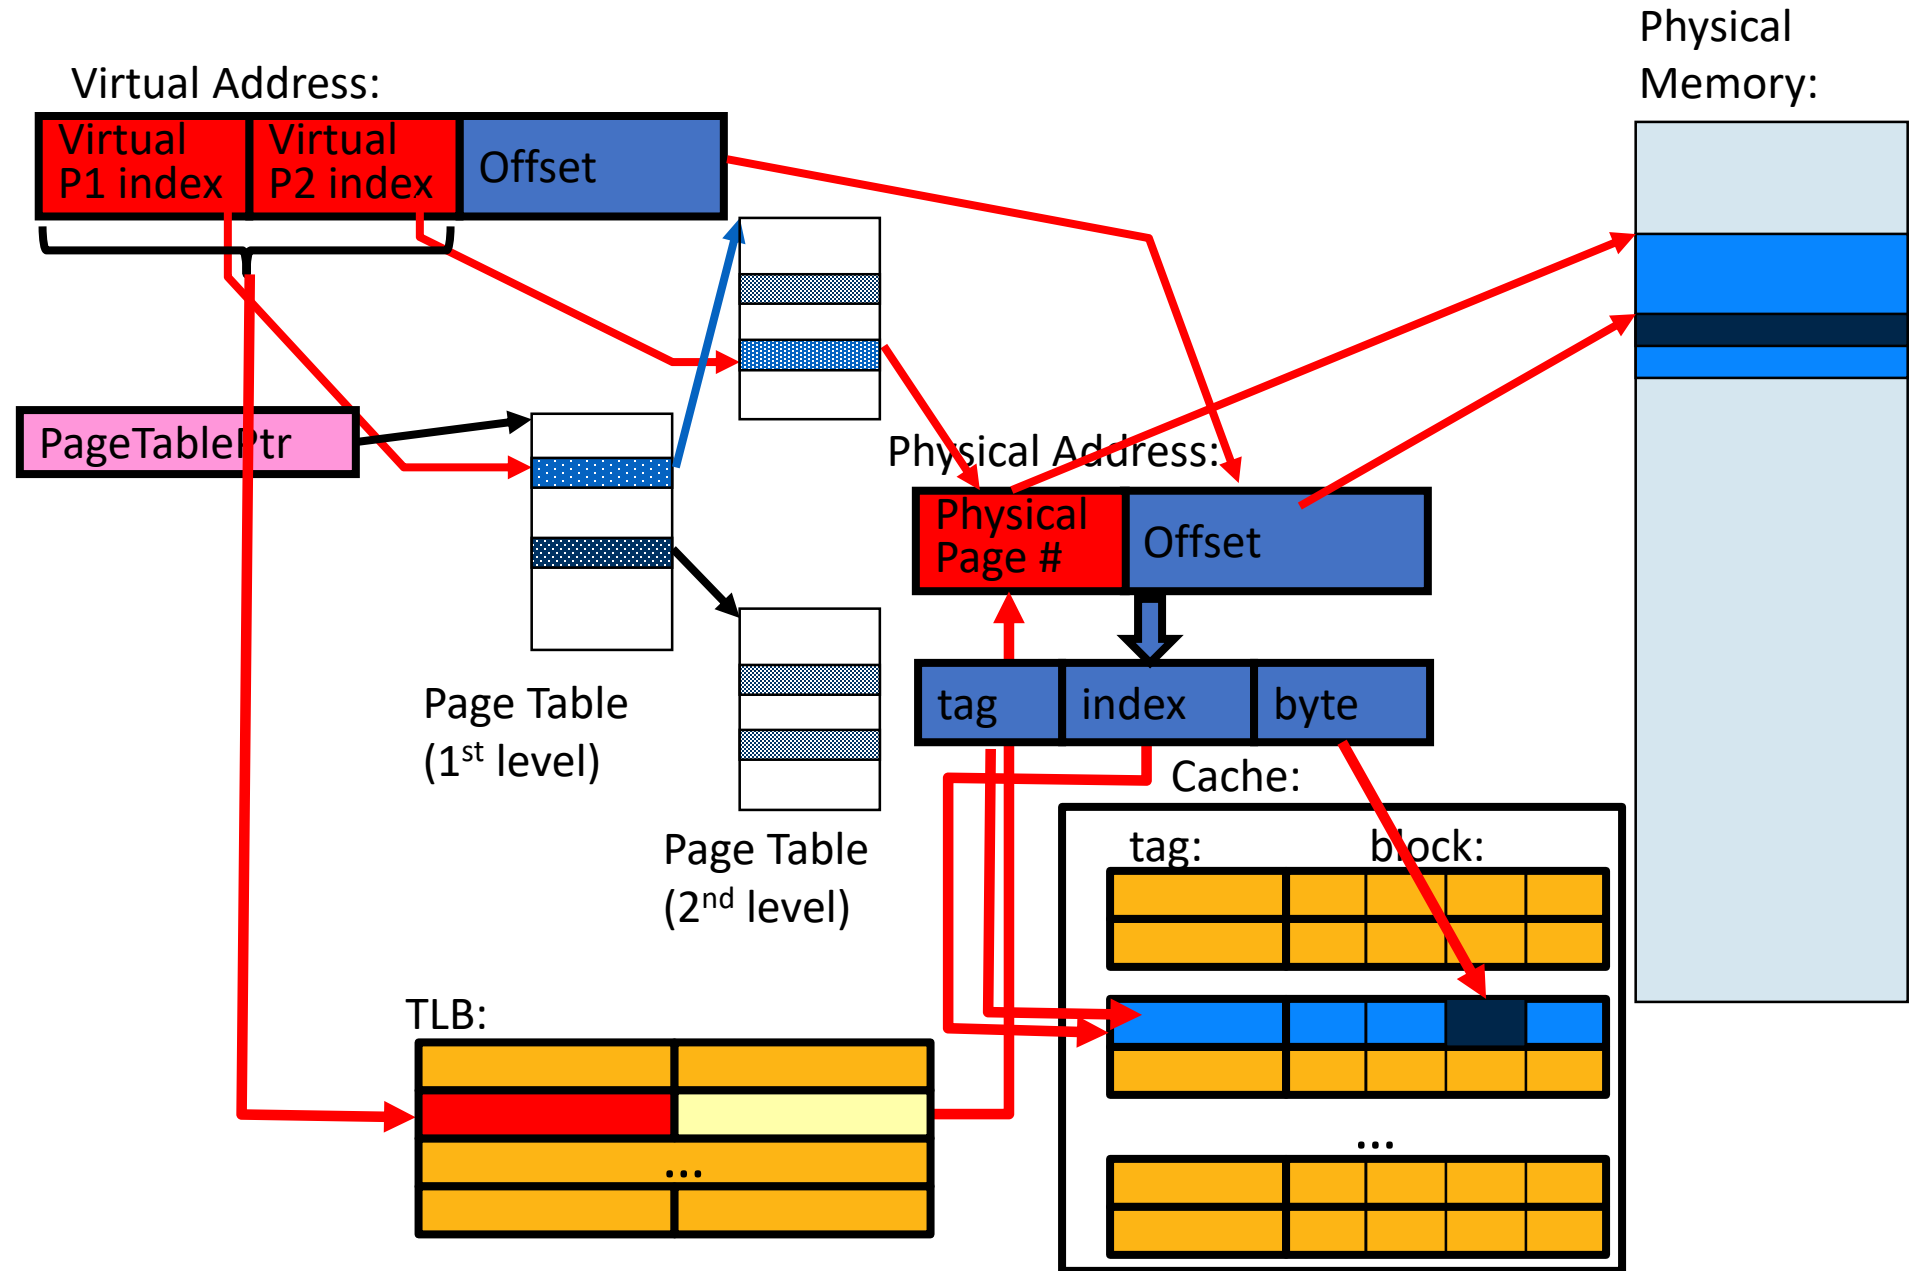 Physical
Memory:
Virtual Address:
Virtual
P1 index
Virtual
P2 index
Offset
PageTablePtr
Physical Address:
Physical
Page #
Offset
tag
index
byte
Page Table
(1st level)
Cache:
tag:
block:
Page Table
(2nd level)
TLB:
...
...